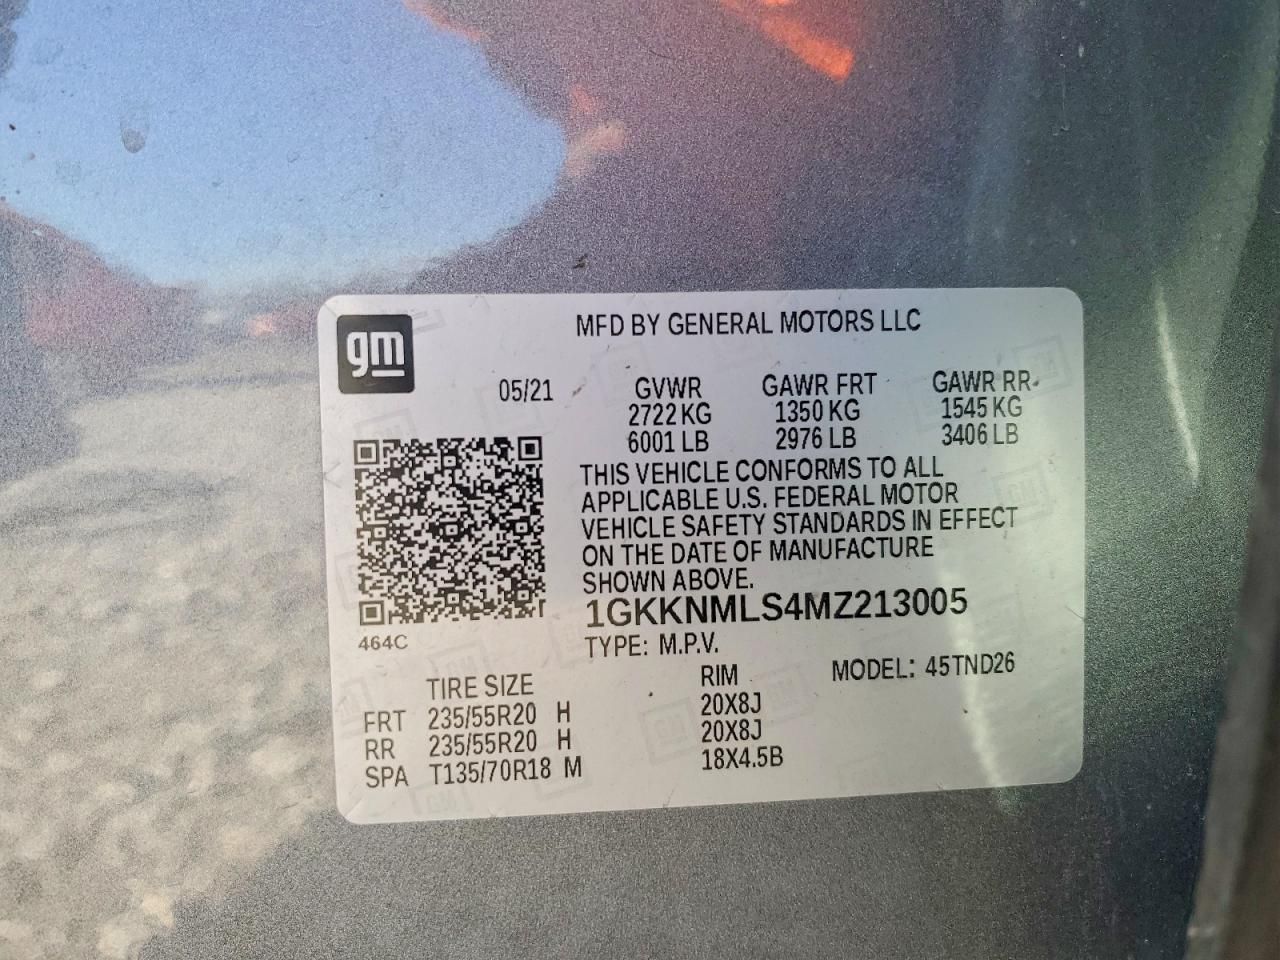 gm
MFD BY GENERAL MOTORS LLC
05/21 GVWR GAWR FRT GAWR RR
2722 KG 1350 KG 1545 KG
6001 LB 2976 LB 3406 LB
THIS VEHICLE CONFORMS TO ALL
APPLICABLE U.S. FEDERAL MOTOR
VEHICLE SAFETY STANDARDS IN EFFECT
ON THE DATE OF MANUFACTURE
SHOWN ABOVE.
1GKKNMLS4MZ213005
464C
TYPE: M.P.V.
TIRE SIZE RIM MODEL: 45TND26
FRT 235/55R20 H 20X8J
RR 235/55R20 H 20X8J
SPA T135/70R18 M 18X4.5B